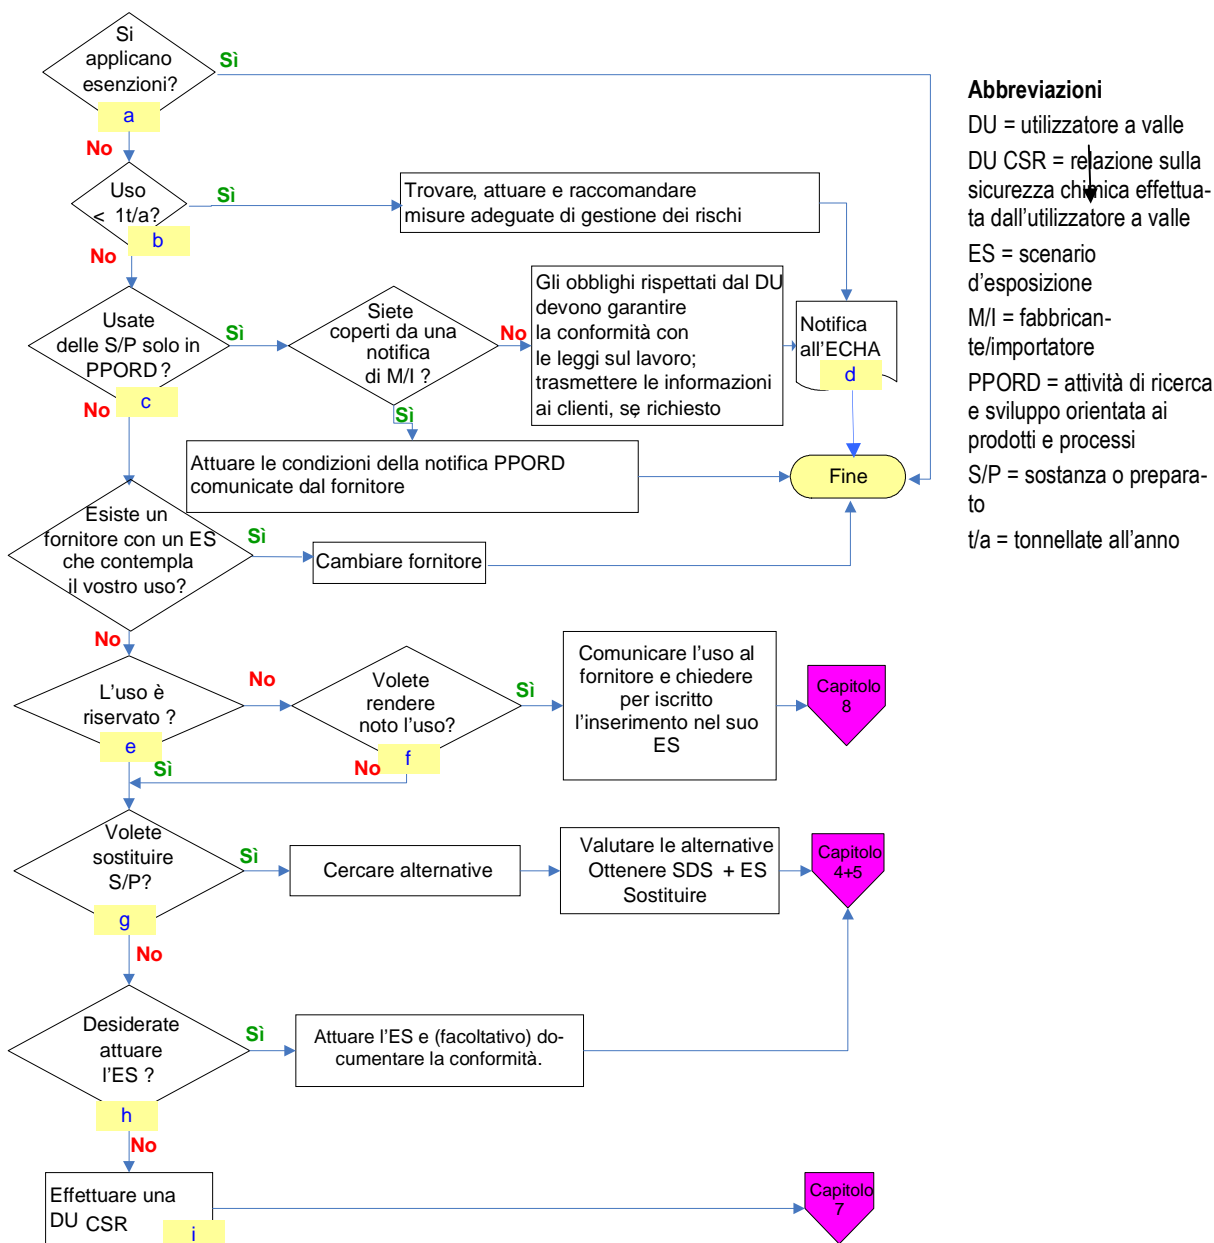 Si
applicano
esenzioni?
Sì
a
No
Uso
< 1t/a?
Sì
b
No
Trovare, attuare e raccomandare
misure adeguate di gestione dei rischi
Usate
delle S/P solo in
PPORD ?
Sì
c
No
Siete
coperti da una
notifica
di M/I ?
No
Sì
Gli obblighi rispettati dal DU
devono garantire
la conformità con
le leggi sul lavoro;
trasmettere le informazioni
ai clienti, se richiesto
Notifica
all'ECHA
d
Attuare le condizioni della notifica PPORD
comunicate dal fornitore
Fine
Esiste un
fornitore con un ES
che contempla
il vostro uso?
Sì
No
Cambiare fornitore
L'uso è
riservato ?
No
e
Sì
Volete
rendere
noto l'uso?
Sì
f
No
Comunicare l'uso al
fornitore e chiedere
per iscritto
l'inserimento nel suo
ES
Capitolo
8
Volete
sostituire
S/P?
Sì
g
No
Cercare alternative
Valutare le alternative
Ottenere SDS + ES
Sostituire
Capitolo
4+5
Desiderate
attuare
l'ES ?
Sì
h
No
Attuare l'ES e (facoltativo) do-
cumentare la conformità.
Effettuare una
DU CSR
i
Capitolo
7
Abbreviazioni
DU = utilizzatore a valle
DU CSR = relazione sulla
sicurezza chimica effettua-
ta dall'utilizzatore a valle
ES = scenario
d'esposizione
M/I = fabbrican-
te/importatore
PPORD = attività di ricerca
e sviluppo orientata ai
prodotti e processi
S/P = sostanza o prepara-
to
t/a = tonnellate all'anno